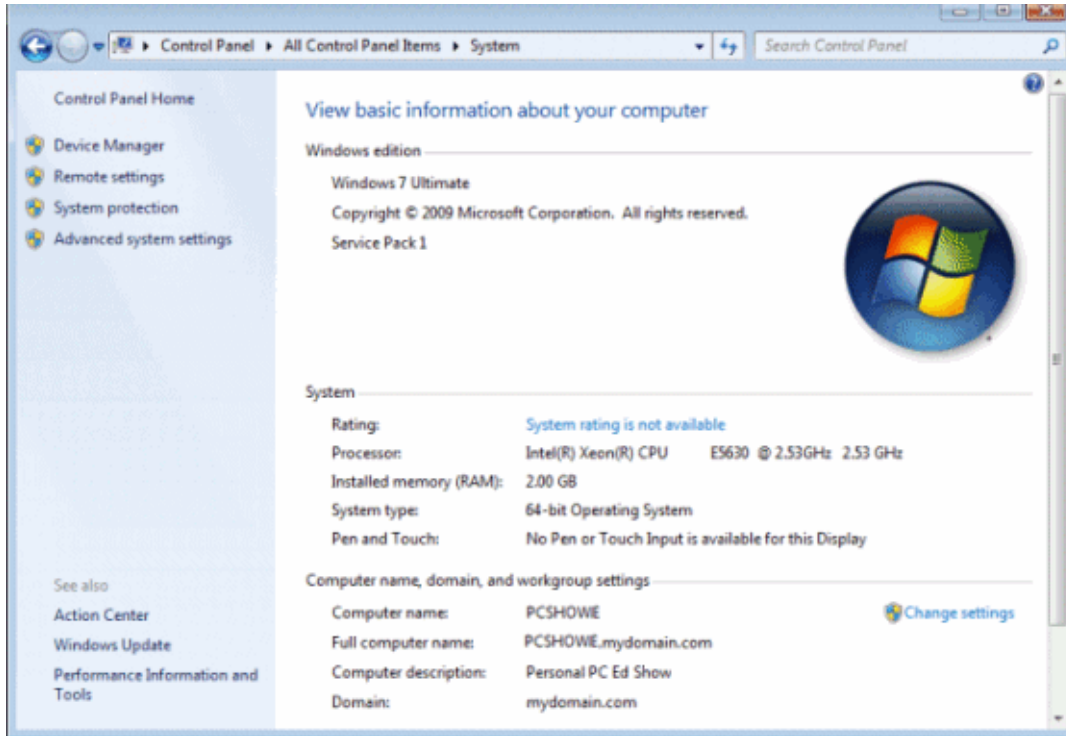 Control Panel ▸ All Control Panel Items ▸ System
Search Control Panel
Control Panel Home
Device Manager
Remote settings
System protection
Advanced system settings
See also
Action Center
Windows Update
Performance Information and
Tools
View basic information about your computer
Windows edition
Windows 7 Ultimate
Copyright © 2009 Microsoft Corporation. All rights reserved.
Service Pack 1
System
Rating: System rating is not available
Processor: Intel(R) Xeon(R) CPU E5630 @ 2.53GHz 2.53 GHz
Installed memory (RAM): 2.00 GB
System type: 64-bit Operating System
Pen and Touch: No Pen or Touch Input is available for this Display
Computer name, domain, and workgroup settings
Computer name: PCSHOWE
Change settings
Full computer name: PCSHOWE.mydomain.com
Computer description: Personal PC Ed Show
Domain: mydomain.com